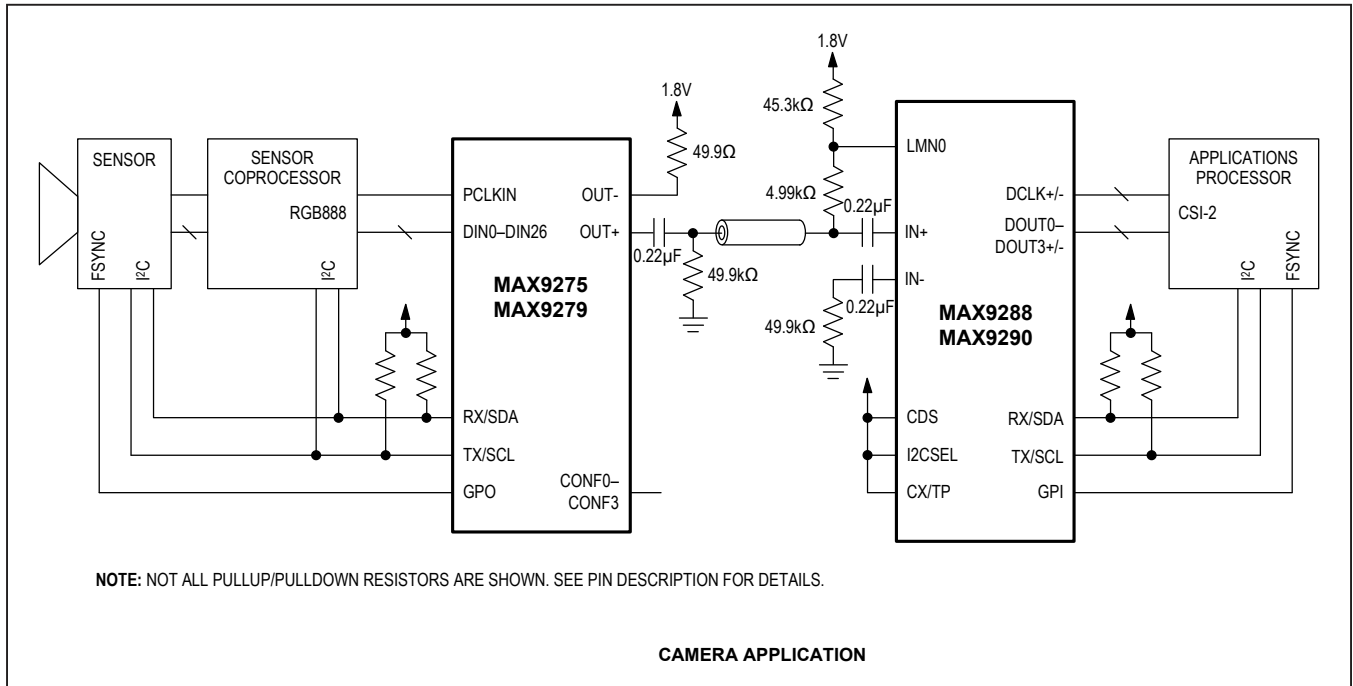 1.8V
45.3kΩ
1.8V
49.9Ω
LMN0
4.99kΩ
0.22µF
IN+
IN-
0.22µF
49.9kΩ
SENSOR
FSYNC
I²C
SENSOR
COPROCESSOR
RGB888
I²C
PCLKIN
OUT-
DIN0–DIN26
OUT+
0.22µF
49.9kΩ
MAX9275
MAX9279
RX/SDA
TX/SCL
GPO
CONF0–
CONF3
MAX9288
MAX9290
DCLK+/-
DOUT0–
DOUT3+/-
CDS
I2CSEL
CX/TP
RX/SDA
TX/SCL
GPI
APPLICATIONS
PROCESSOR
CSI-2
I²C
FSYNC
NOTE: NOT ALL PULLUP/PULLDOWN RESISTORS ARE SHOWN. SEE PIN DESCRIPTION FOR DETAILS.
CAMERA APPLICATION